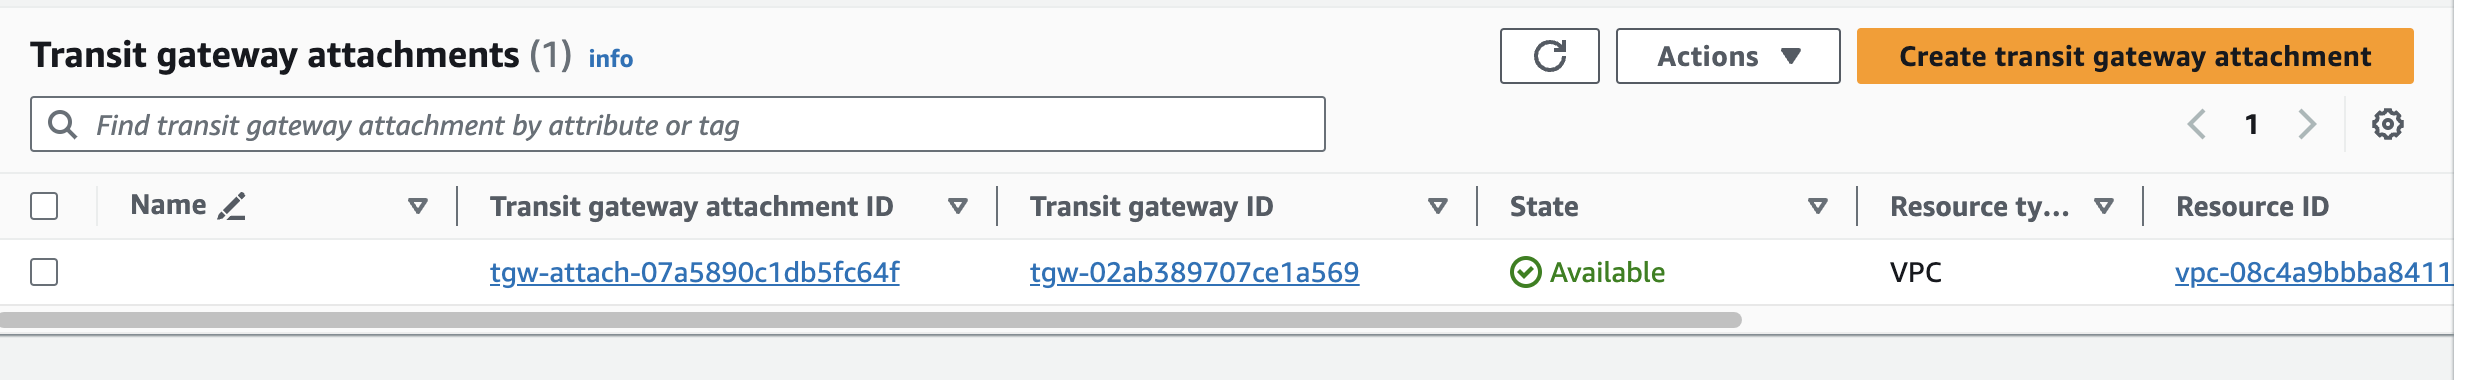 Transit gateway attachments (1) info
Actions
Create transit gateway attachment
Find transit gateway attachment by attribute or tag
1
Name Transit gateway attachment ID Transit gateway ID State Resource ty... Resource ID
tgw-attach-07a5890c1db5fc64f tgw-02ab389707ce1a569 Available VPC vpc-08c4a9bbba8411